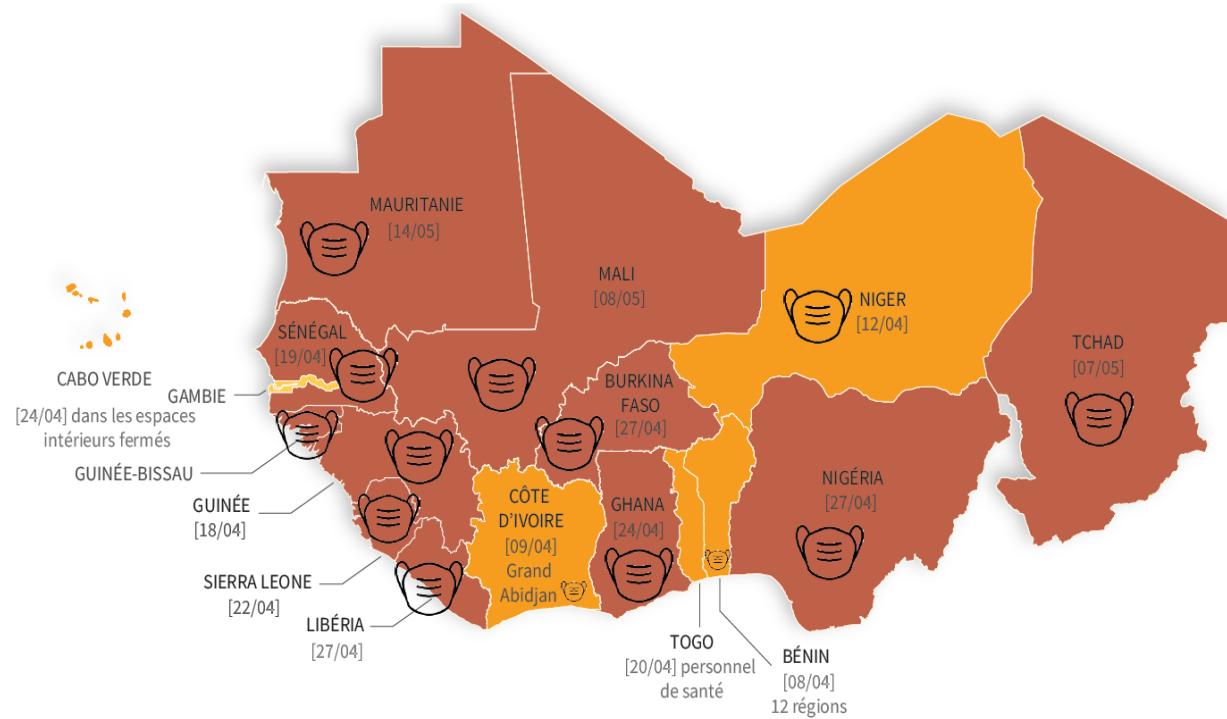 MAURITANIE
[14/05]
MALI
[08/05]
NIGER
[12/04]
TCHAD
[07/05]
SÉNÉGAL
[19/04]
CABO VERDE
[24/04] dans les espaces
intérieurs fermés
GAMBIE
BURKINA
FASO
[27/04]
GUINÉE-BISSAU
GUINÉE
[18/04]
CÔTE
D'IVOIRE
[09/04]
Grand
Abidjan
GHANA
[24/04]
NIGÉRIA
[27/04]
SIERRA LEONE
[22/04]
LIBÉRIA
[27/04]
TOGO
[20/04] personnel
de santé
BÉNIN
[08/04]
12 régions